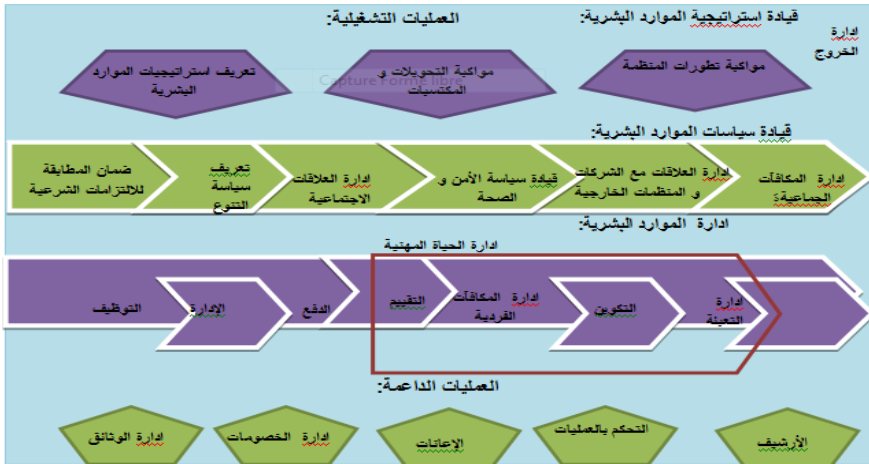 قيادة استراتيجية الموارد البشرية:
العمليات التشغيلية:
ادارة
الخروج
مواكبة تطورات المنظمة
مواكبة التحويلات و
المكتسبات
تعريف استراتيجيات الموارد
البشرية
Capture Forme libre
قيادة سياسات الموارد البشرية:
ادارة المكافآت
الجماعية؟
ادارة العلاقات مع الشركات
و المنظمات الخارجية
قيادة سياسة الأمن و
الصحة
ادارة العلاقات
الاجتماعية
تعريف
سياسة
التنوع
ضمان المطابقة
للالتزامات الشرعية
ادارة الموارد البشرية:
ادارة الحياة المهنية
ادارة
التعبئة
التكوين
ادارة المكافآت
الفردية
التقييم
الدفع
الإدارة
التوظيف
العمليات الداعمة:
الأرشيف
التحكم بالعمليات
الإعانات
ادارة الخصومات
ادارة الوثائق